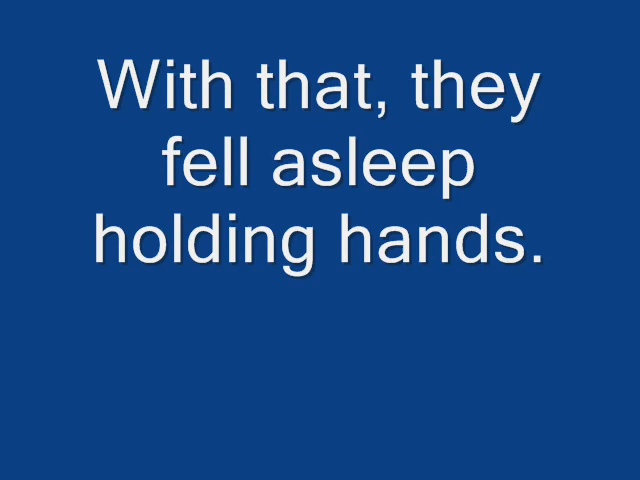 With that, they
fell asleep
holding hands.